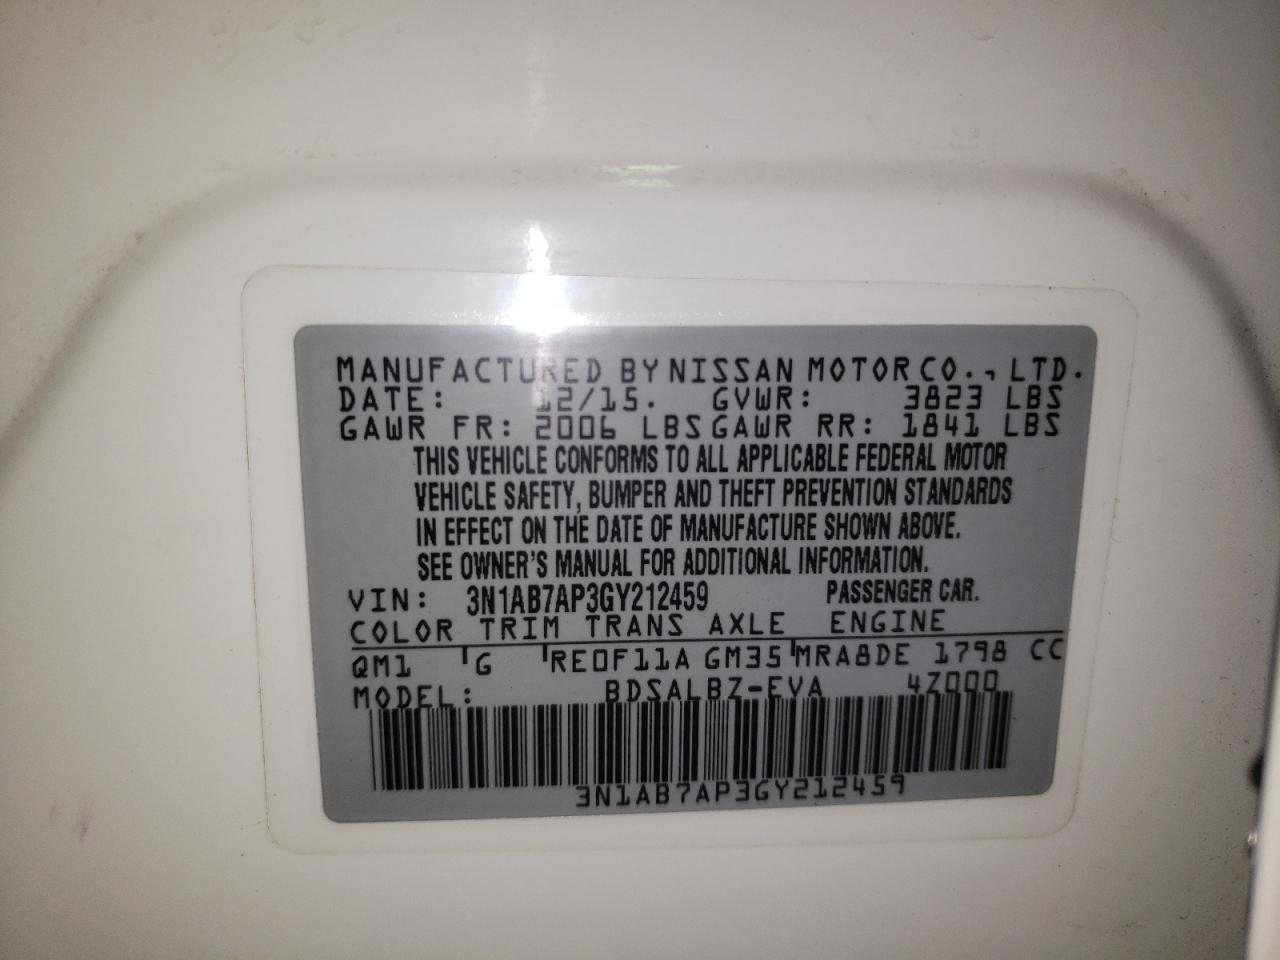 MANUFACTURED BY NISSAN MOTOR CO., LTD.
DATE: 12/15. GVWR: 3823 LBS
GAWR FR: 2006 LBS GAWR RR: 1841 LBS
THIS VEHICLE CONFORMS TO ALL APPLICABLE FEDERAL MOTOR
VEHICLE SAFETY, BUMPER AND THEFT PREVENTION STANDARDS
IN EFFECT ON THE DATE OF MANUFACTURE SHOWN ABOVE.
SEE OWNER'S MANUAL FOR ADDITIONAL INFORMATION.
VIN: 3N1AB7AP3GY212459 PASSENGER CAR.
COLOR TRIM TRANS AXLE ENGINE
QM1 G RE0F11A GM35 MRA8DE 1798 CC
MODEL: BDSALBZ-EVA 4Z000
3N1AB7AP3GY212459